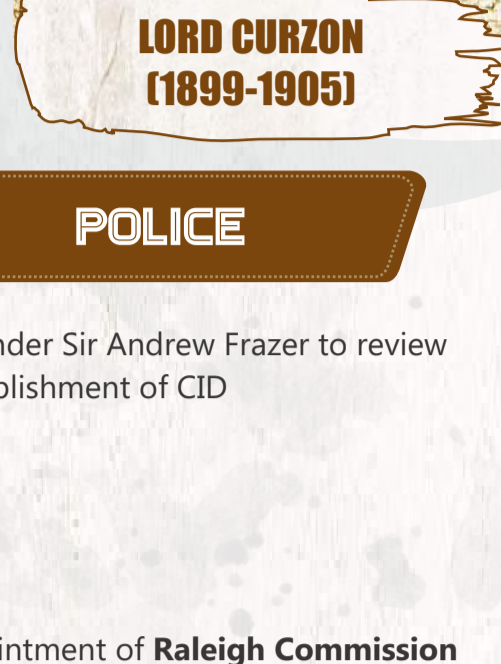 LORD CURZON
(1899-1905)
POLICE
nder Sir Andrew Frazer to review
blishment of CID
intment of Raleigh Commission